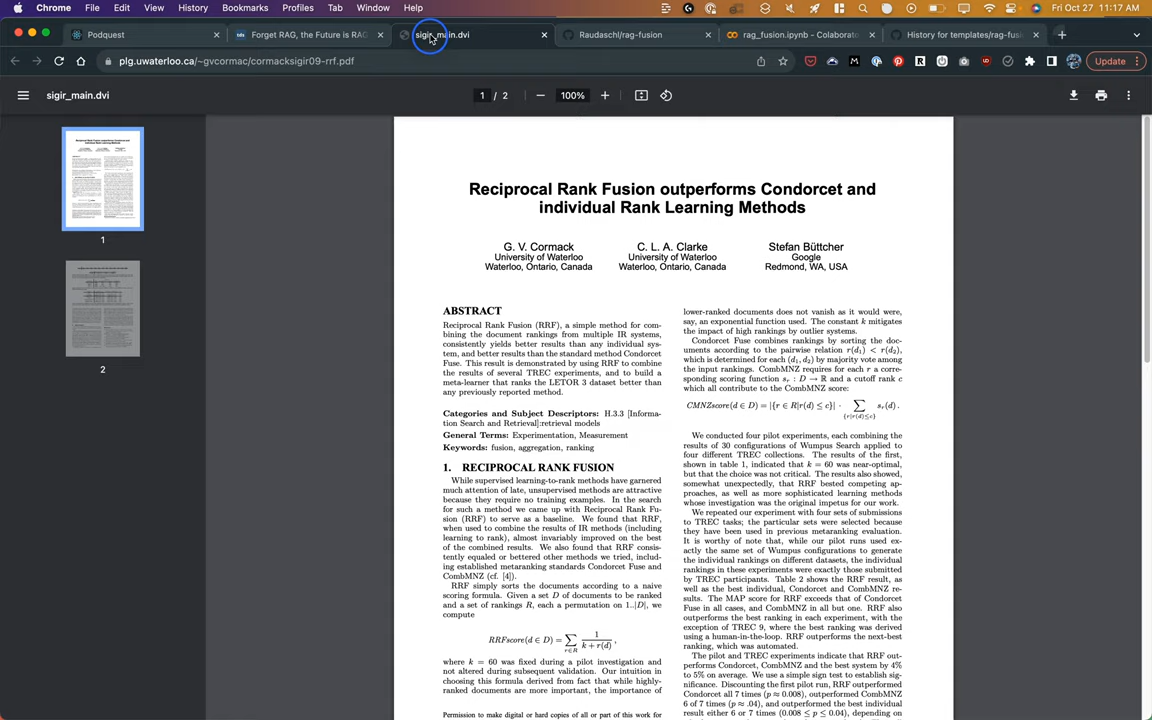 Chrome File Edit View History Bookmarks Profiles Tab Window Help Fri Oct 27 11:17 AM
Podquest Forget RAG, the Future is RAG sigir_main.dvi Raudaschl/rag-fusion rag_fusion.ipynb - Colaborato History for templates/rag-fusi
plg.uwaterloo.ca/~gvcormac/cormacksigir09-rrf.pdf Update
sigir_main.dvi 1 / 2 100%
1
2
Reciprocal Rank Fusion outperforms Condorcet and
individual Rank Learning Methods
G. V. Cormack
University of Waterloo
Waterloo, Ontario, Canada
C. L. A. Clarke
University of Waterloo
Waterloo, Ontario, Canada
Stefan Büttcher
Google
Redmond, WA, USA
ABSTRACT
Reciprocal Rank Fusion (RRF), a simple method for com-
bining the document rankings from multiple IR systems,
consistently yields better results than any individual sys-
tem, and better results than the standard method Condorcet
Fuse. This result is demonstrated by using RRF to combine
the results of several TREC experiments, and to build a
meta-learner that ranks the LETOR 3 dataset better than
any previously reported method.
Categories and Subject Descriptors: H.3.3 [Informa-
tion Search and Retrieval]:retrieval models
General Terms: Experimentation, Measurement
Keywords: fusion, aggregation, ranking
1. RECIPROCAL RANK FUSION
While supervised learning-to-rank methods have garnered
much attention of late, unsupervised methods are attractive
because they require no training examples. In the search
for such a method we came up with Reciprocal Rank Fu-
sion (RRF) to serve as a baseline. We found that RRF,
when used to combine the results of IR methods (including
learning to rank), almost invariably improved on the best
of the combined results. We also found that RRF consis-
tently equaled or bettered other methods we tried, includ-
ing established metaranking standards Condorcet Fuse and
CombMNZ (cf. [4]).
RRF simply sorts the documents according to a naive
scoring formula. Given a set D of documents to be ranked
and a set of rankings R, each a permutation on 1..|D|, we
compute
RRFscore(d ∈ D) = ∑ r∈R 1 / k + r(d) ,
where k = 60 was fixed during a pilot investigation and
not altered during subsequent validation. Our intuition in
choosing this formula derived from fact that while highly-
ranked documents are more important, the importance of
Permission to make digital or hard copies of all or part of this work for
lower-ranked documents does not vanish as it would were,
say, an exponential function used. The constant k mitigates
the impact of high rankings by outlier systems.
Condorcet Fuse combines rankings by sorting the doc-
uments according to the pairwise relation r(d1) < r(d2),
which is determined for each (d1, d2) by majority vote among
the input rankings. CombMNZ requires for each r a cor-
responding scoring function sr : D → ℝ and a cutoff rank c
which all contribute to the CombMNZ score:
CMNZscore(d ∈ D) = |{r ∈ R|r(d) ≤ c}| · ∑ {r|r(d)≤c} sr(d) .
We conducted four pilot experiments, each combining the
results of 30 configurations of Wumpus Search applied to
four different TREC collections. The results of the first,
shown in table 1, indicated that k = 60 was near-optimal,
but that the choice was not critical. The results also showed,
somewhat unexpectedly, that RRF bested competing ap-
proaches, as well as more sophisticated learning methods
whose investigation was the original impetus for our work.
We repeated our experiment with four sets of submissions
to TREC tasks; the particular sets were selected because
they have been used in previous metaranking evaluation.
It is worthy of note that, while our pilot runs used ex-
actly the same set of Wumpus configurations to generate
the individual rankings on different datasets, the individual
rankings in these experiments were exactly those submitted
by TREC participants. Table 2 shows the RRF result, as
well as the best individual, Condorcet and CombMNZ re-
sults. The MAP score for RRF exceeds that of Condorcet
Fuse in all cases, and CombMNZ in all but one. RRF also
outperforms the best ranking in each experiment, with the
exception of TREC 9, where the best ranking was derived
using a human-in-the-loop. RRF outperforms the next-best
ranking, which was automated.
The pilot and TREC experiments indicate that RRF out-
performs Condorcet, CombMNZ and the best system by 4%
to 5% on average. We use a simple sign test to establish sig-
nificance. Discounting the first pilot run, RRF outperformed
Condorcet all 7 times (p ≈ 0.008), outperformed CombMNZ
6 of 7 times (p ≈ .04), and outperformed the best individual
result either 6 or 7 times (0.008 ≤ p ≤ 0.04), depending on